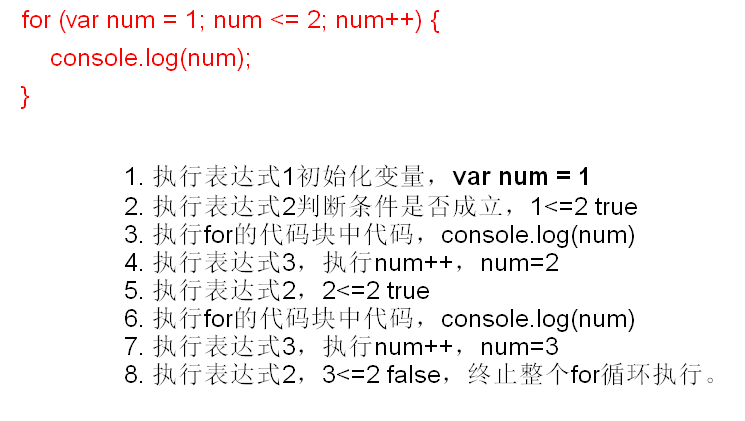 for (var num = 1; num <= 2; num++) {
console.log(num);
}
1. 执行表达式1初始化变量，var num = 1
2. 执行表达式2判断条件是否成立，1<=2 true
3. 执行for的代码块中代码，console.log(num)
4. 执行表达式3，执行num++，num=2
5. 执行表达式2，2<=2 true
6. 执行for的代码块中代码，console.log(num)
7. 执行表达式3，执行num++，num=3
8. 执行表达式2，3<=2 false，终止整个for循环执行。